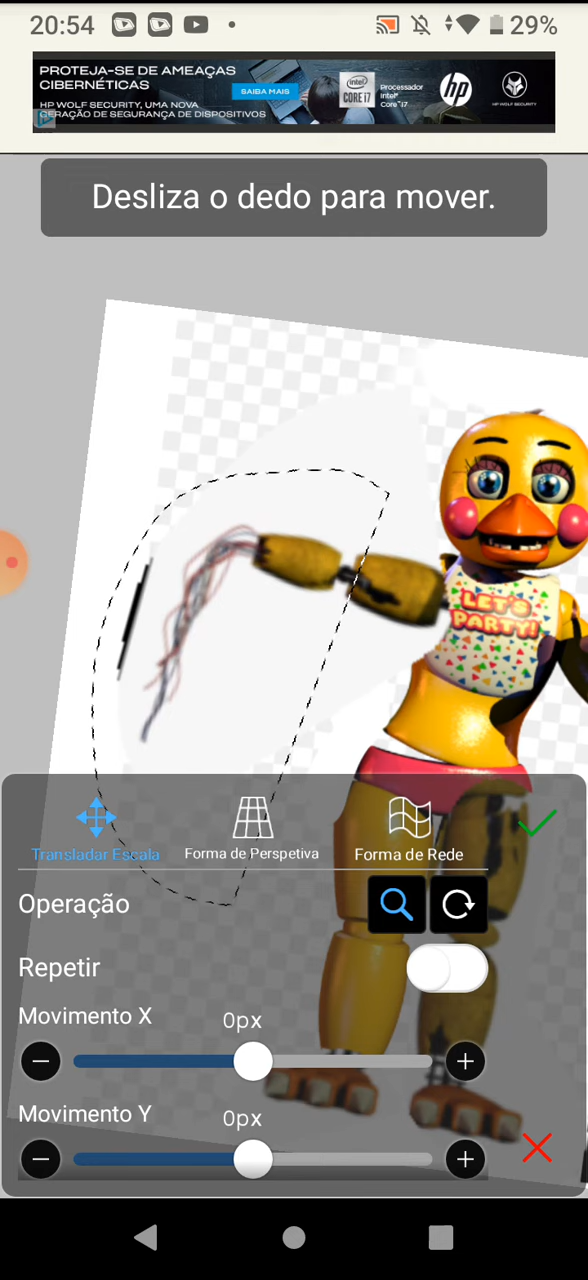 20:54
29%
PROTEJA-SE DE AMEAÇAS
CIBERNÉTICAS
HP WOLF SECURITY, UMA NOVA
GERAÇÃO DE SEGURANÇA DE DISPOSITIVOS
SAIBA MAIS
intel
CORE i7
Processador
Intel®
Core™ i7
hp
HP WOLF SECURITY
Desliza o dedo para mover.
LET'S
PARTY!
Transladar Escala
Forma de Perspetiva
Forma de Rede
Operação
Repetir
Movimento X
0px
Movimento Y
0px